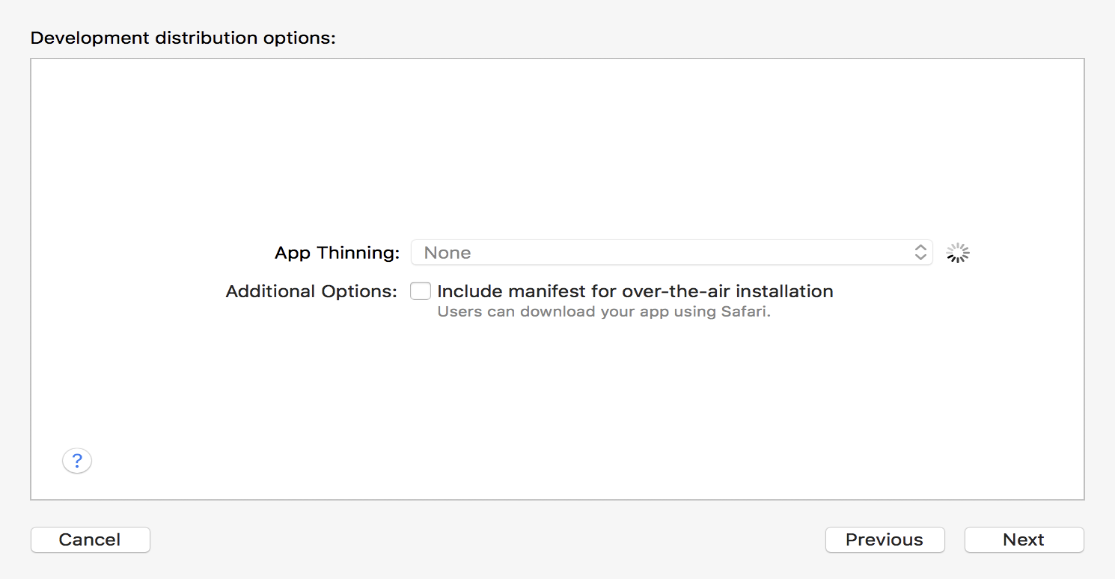 Development distribution options:
App Thinning: None
Additional Options: Include manifest for over-the-air installation
Users can download your app using Safari.
?
Cancel Previous Next